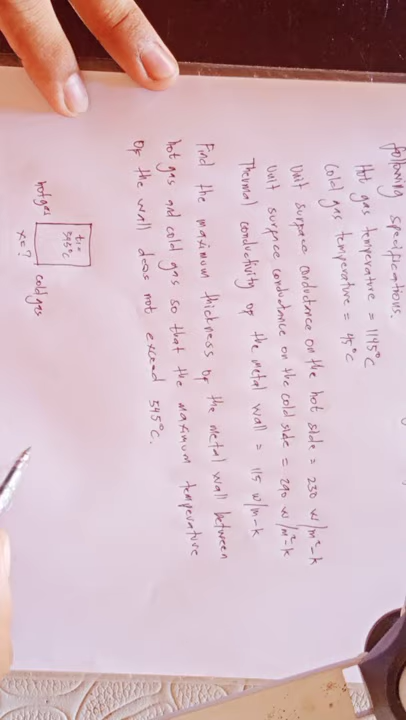 following specifications.
Hot gas temperature = 1195°C
Cold gas temperature = 45°C
Unit surface conductance on the hot side = 230 W/m²-k
Unit surface conductance on the cold side = 290 W/m²-k
Thermal conductivity of the metal wall = 115 W/m-k
Find the maximum thickness of the metal wall between
hot gas and cold gas so that the maximum temperature
of the wall does not exceed 545°C.
t1 =
545°C
hot gas
cold gas
x = ?